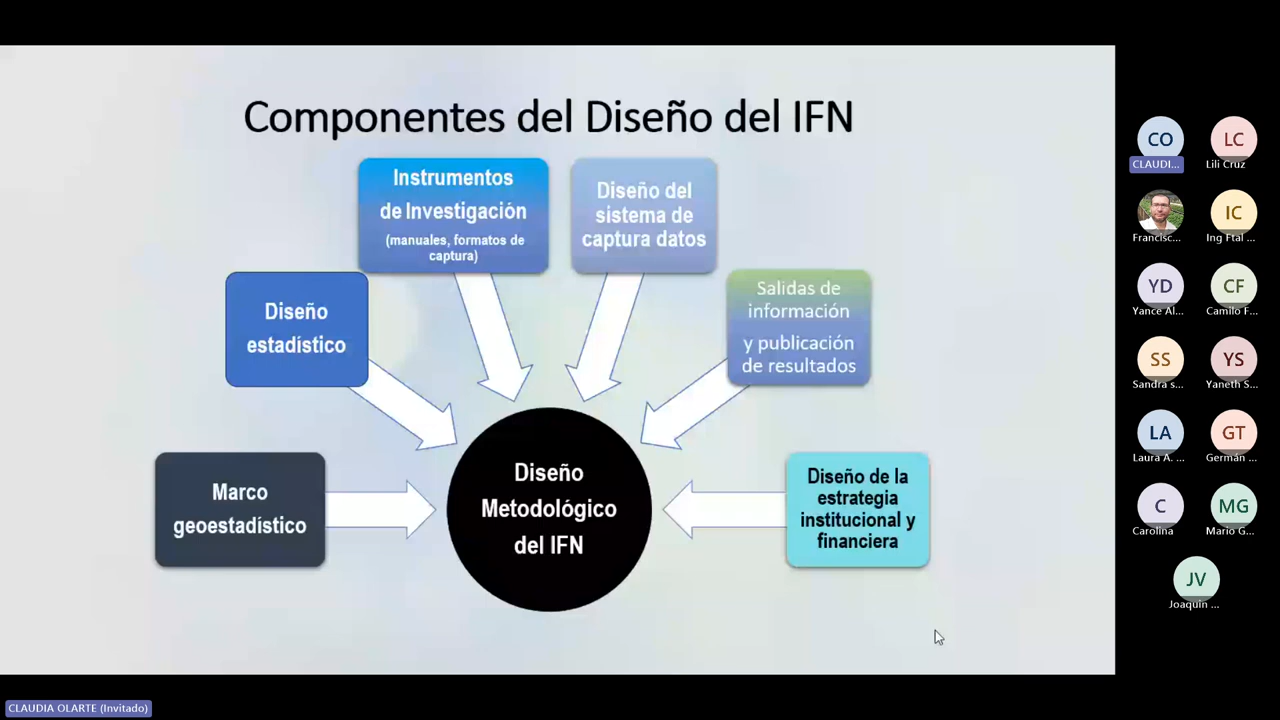 Componentes del Diseño del IFN
Instrumentos
de Investigación
(manuales, formatos de
captura)
Diseño del
sistema de
captura datos
Diseño
estadístico
Salidas de
información
y publicación
de resultados
Marco
geoestadístico
Diseño
Metodológico
del IFN
Diseño de la
estrategia
institucional y
financiera
CO
CLAUDI...
LC
Lili Cruz
Francisc...
IC
Ing Ftal ...
YD
Yance Al...
CF
Camilo F...
SS
Sandra s...
YS
Yaneth S...
LA
Laura A. ...
GT
Germán ...
C
Carolina
MG
Mario G...
JV
Joaquin ...
CLAUDIA OLARTE (Invitado)